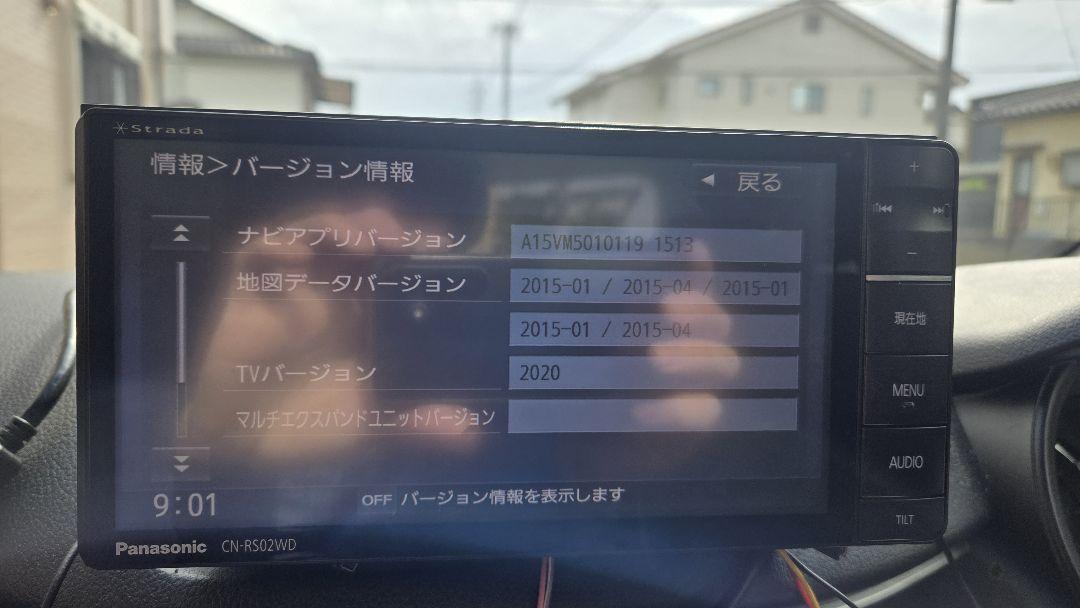 Strada
情報>バージョン情報
◀ 戻る
ナビアプリバージョン A15VM5010119 1513
地図データバージョン 2015-01 / 2015-04 / 2015-01
2015-01 / 2015-04
TVバージョン 2020
マルチエクスパンドユニットバージョン
9:01
OFF バージョン情報を表示します
Panasonic CN-RS02WD
+
−
現在地
MENU
AUDIO
TILT